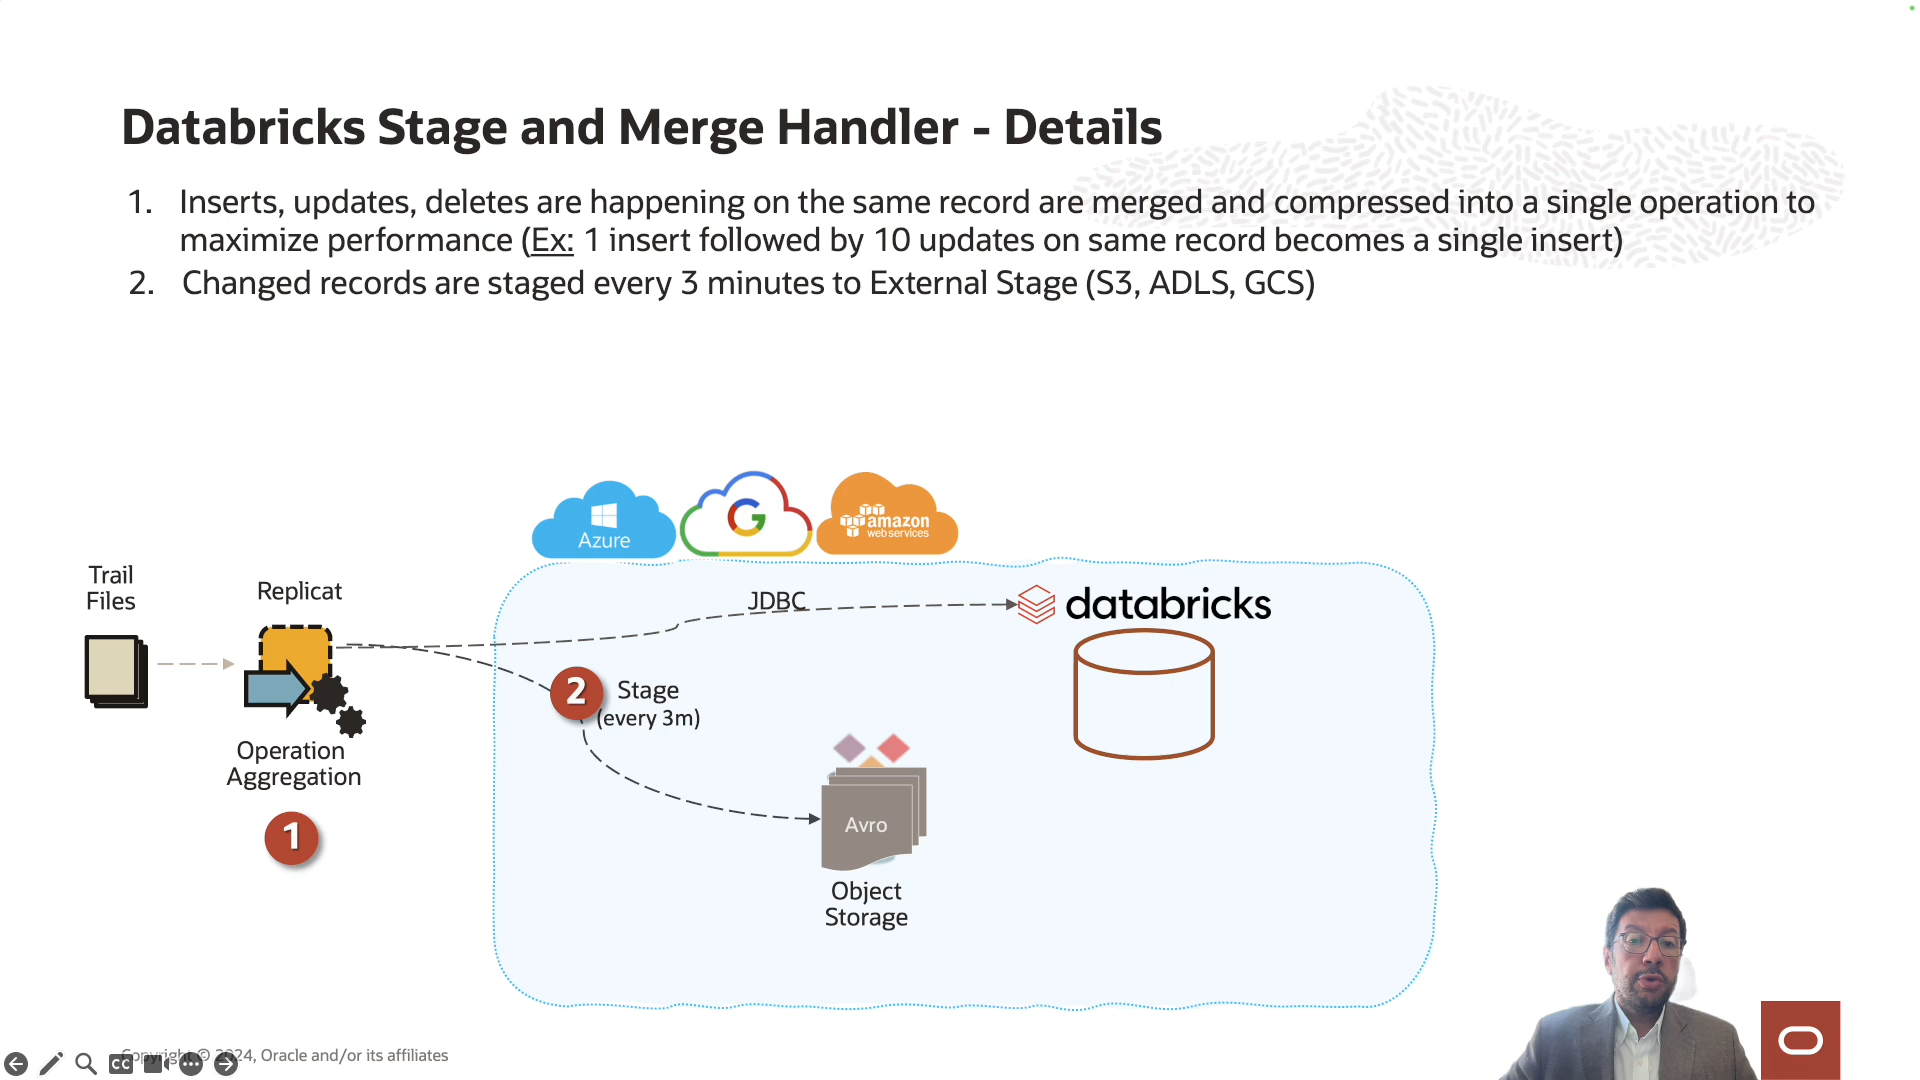 Databricks Stage and Merge Handler - Details
1. Inserts, updates, deletes are happening on the same record are merged and compressed into a single operation to
maximize performance (Ex: 1 insert followed by 10 updates on same record becomes a single insert)
2. Changed records are staged every 3 minutes to External Stage (S3, ADLS, GCS)
Azure
G
amazon
webservices
Trail
Files
Replicat
JDBC
databricks
2
Stage
(every 3m)
Operation
Aggregation
1
Avro
Object
Storage
Copyright © 2024, Oracle and/or its affiliates
CC